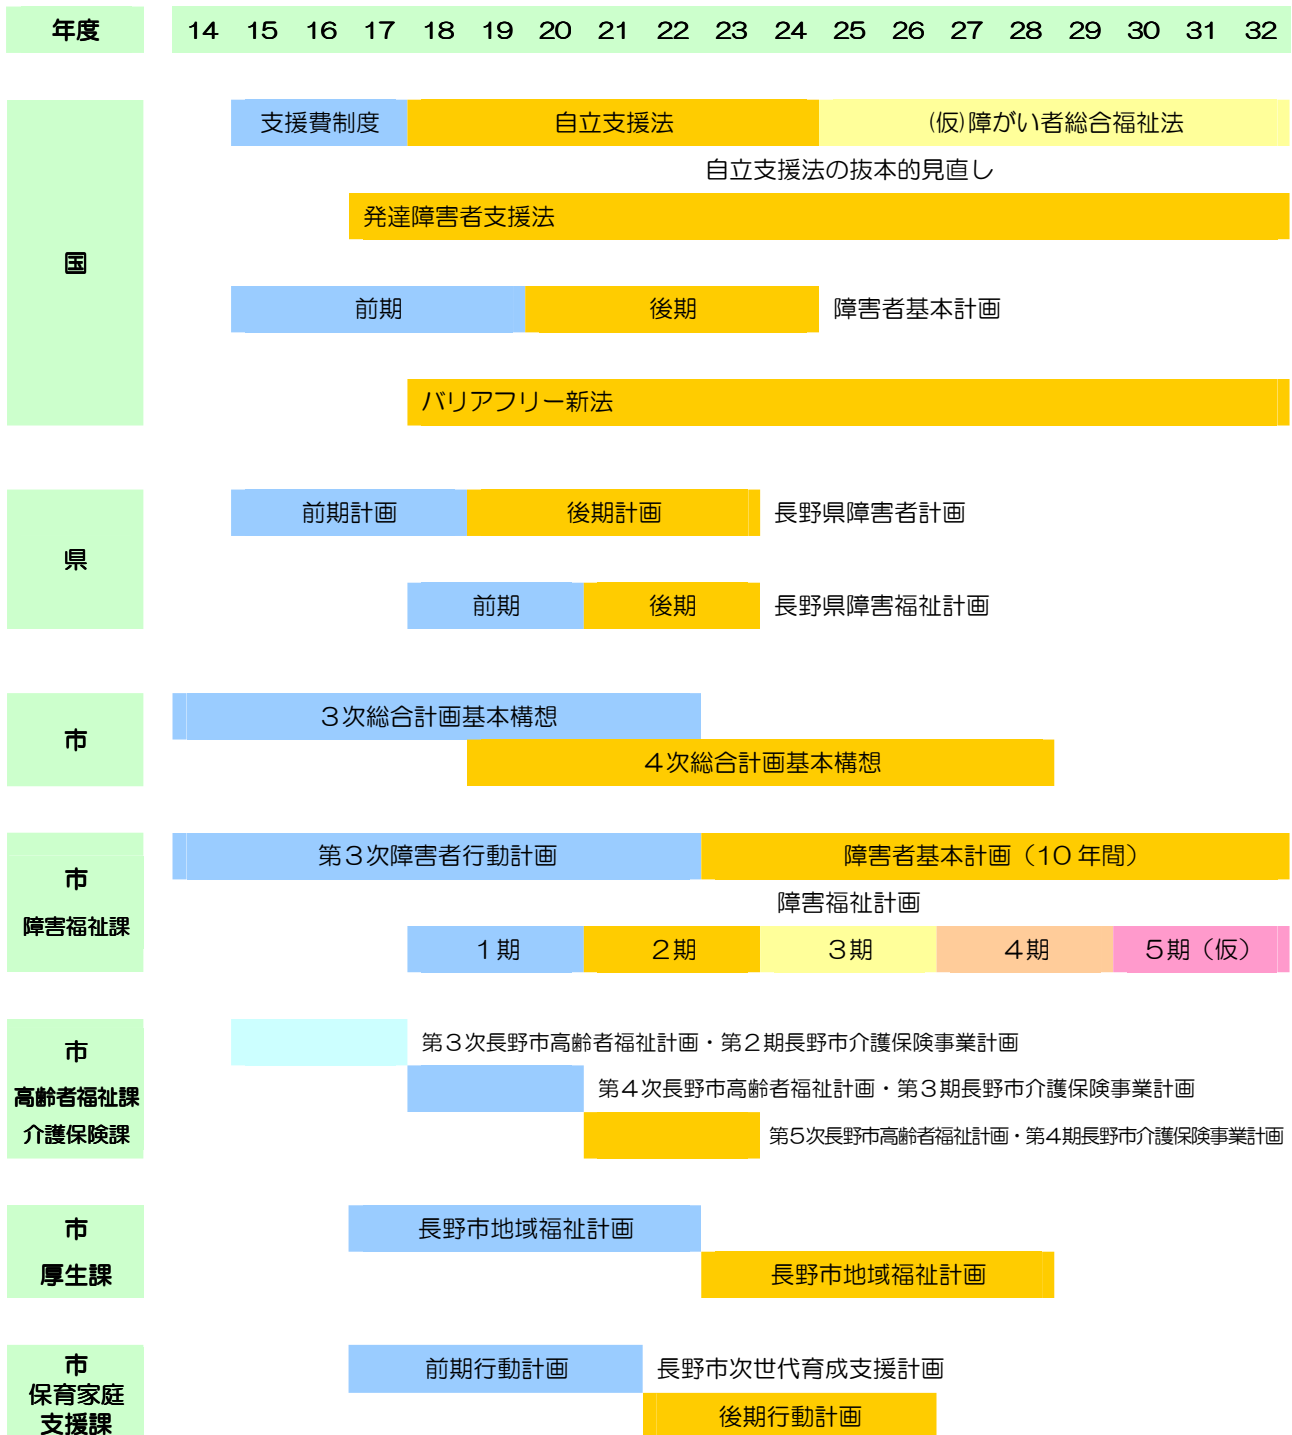 年度 14 15 16 17 18 19 20 21 22 23 24 25 26 27 28 29 30 31 32
国
支援費制度 自立支援法 (仮)障がい者総合福祉法
自立支援法の抜本的見直し
発達障害者支援法
前期 後期 障害者基本計画
バリアフリー新法
県
前期計画 後期計画 長野県障害者計画
前期 後期 長野県障害福祉計画
市
3次総合計画基本構想
4次総合計画基本構想
市
障害福祉課
第3次障害者行動計画 障害者基本計画（10年間）
障害福祉計画
1期 2期 3期 4期 5期（仮）
市
高齢者福祉課
介護保険課
第3次長野市高齢者福祉計画・第2期長野市介護保険事業計画
第4次長野市高齢者福祉計画・第3期長野市介護保険事業計画
第5次長野市高齢者福祉計画・第4期長野市介護保険事業計画
市
厚生課
長野市地域福祉計画
長野市地域福祉計画
市
保育家庭
支援課
前期行動計画 長野市次世代育成支援計画
後期行動計画